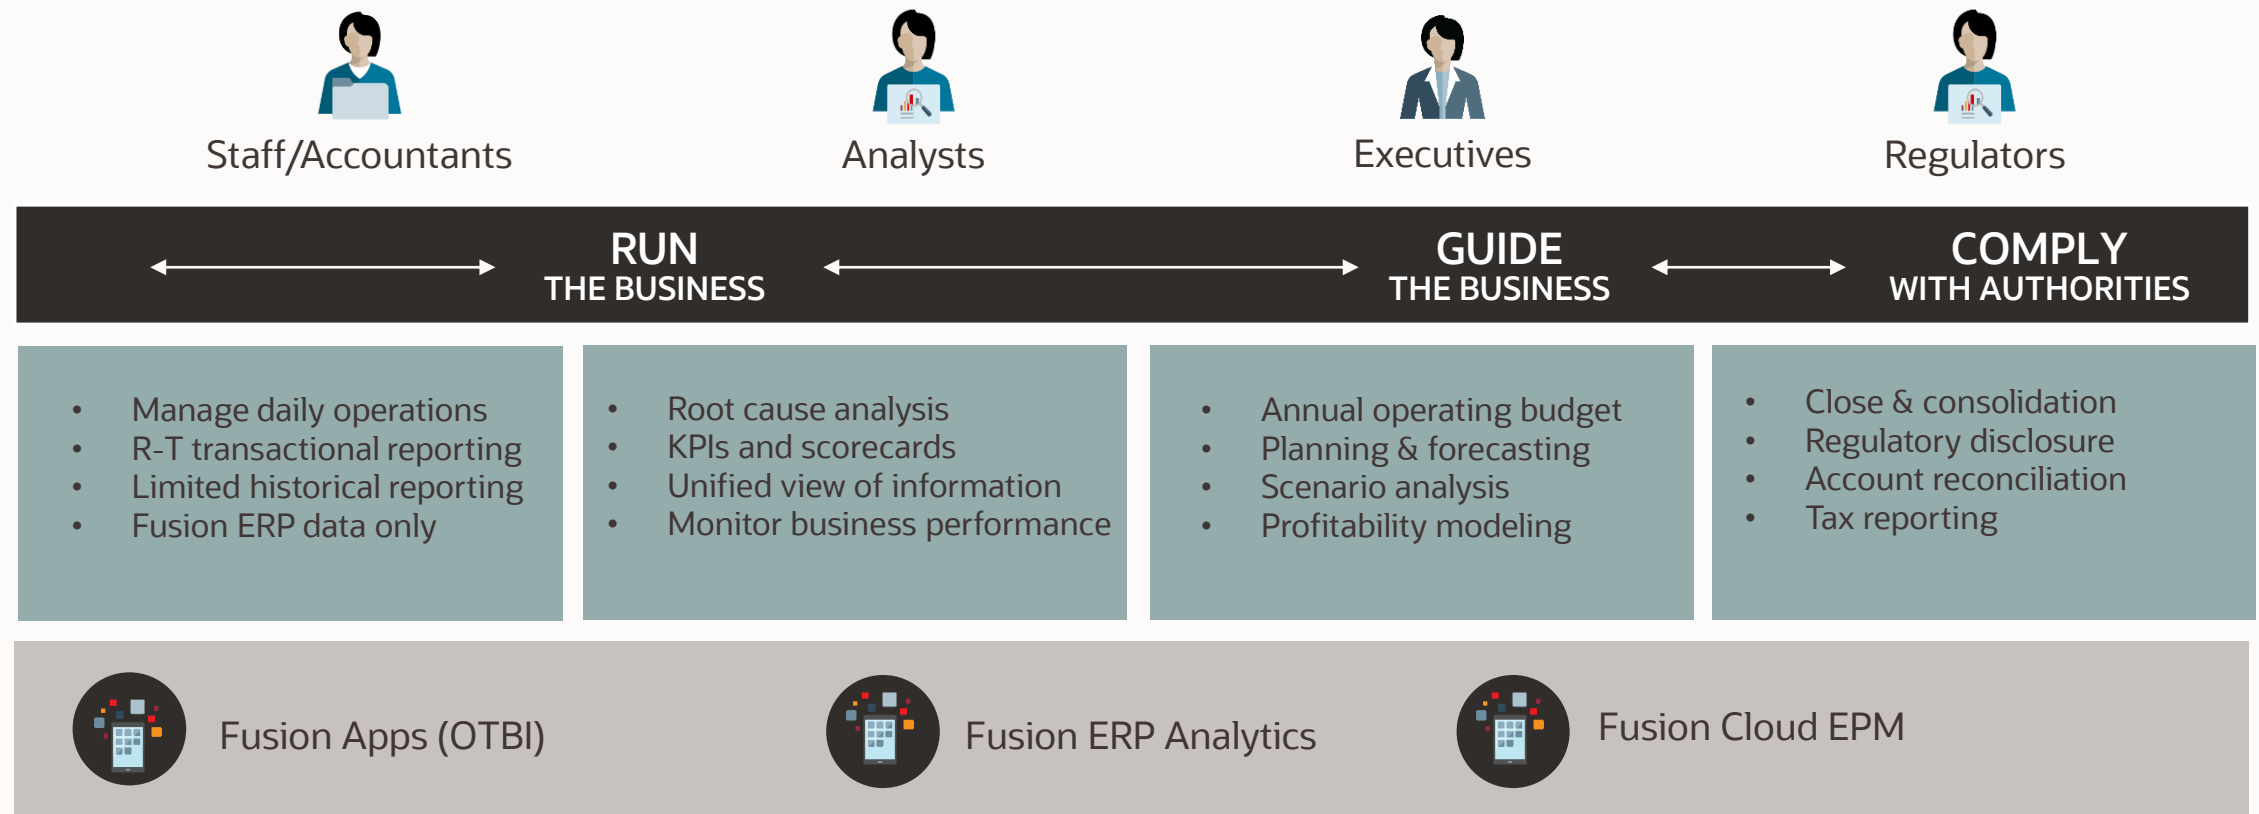 Staff/Accountants
Analysts
Executives
Regulators
RUN
THE BUSINESS
GUIDE
THE BUSINESS
COMPLY
WITH AUTHORITIES
• Manage daily operations
• R-T transactional reporting
• Limited historical reporting
• Fusion ERP data only
• Root cause analysis
• KPIs and scorecards
• Unified view of information
• Monitor business performance
• Annual operating budget
• Planning & forecasting
• Scenario analysis
• Profitability modeling
• Close & consolidation
• Regulatory disclosure
• Account reconciliation
• Tax reporting
Fusion Apps (OTBI)
Fusion ERP Analytics
Fusion Cloud EPM